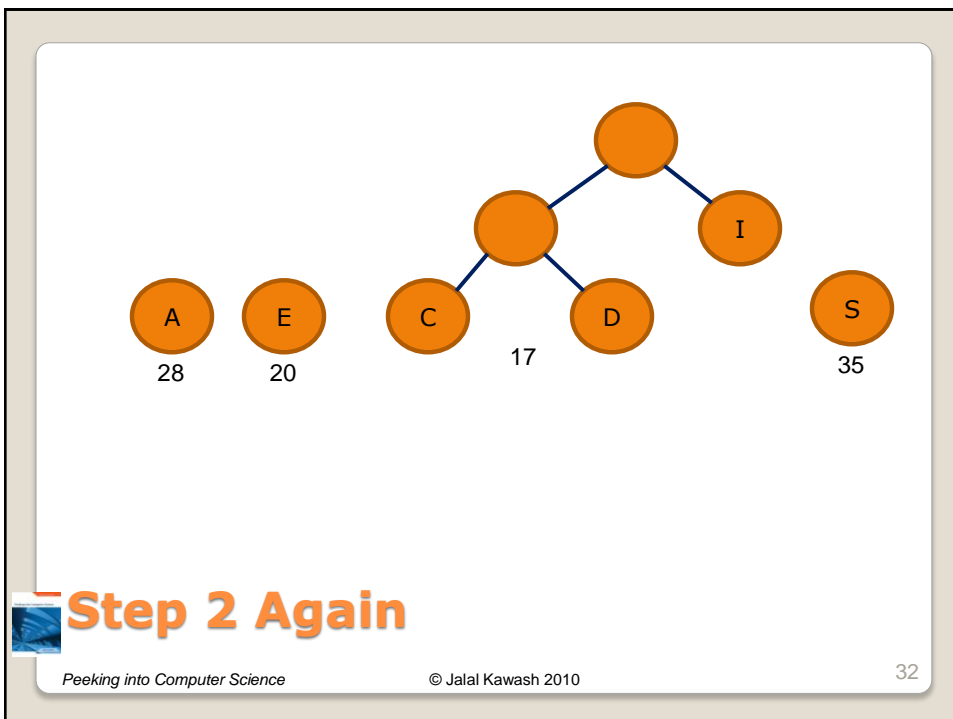 I
A
E
C
D
S
28
20
17
35
Step 2 Again
Peeking into Computer Science
© Jalal Kawash 2010
32